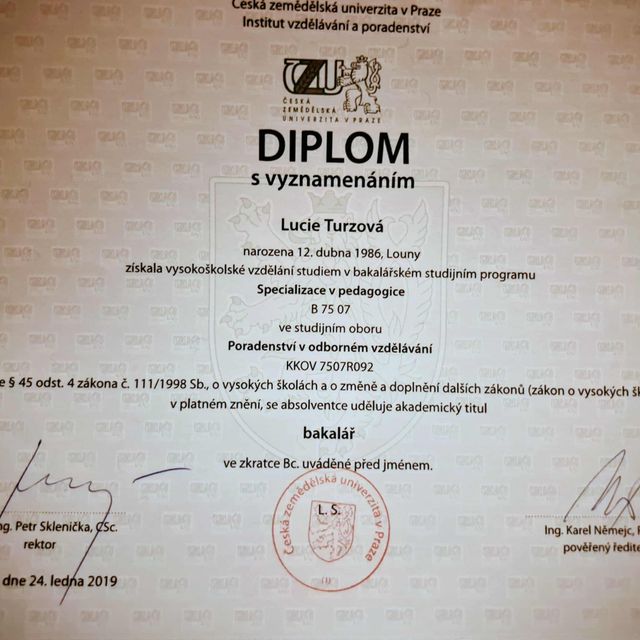 Česká zemědělská univerzita v Praze
Institut vzdělávání a poradenství
ČZU
ČESKÁ
ZEMĚDĚLSKÁ
UNIVERZITA V PRAZE
DIPLOM
s vyznamenáním
Lucie Turzová
narozena 12. dubna 1986, Louny
získala vysokoškolské vzdělání studiem v bakalářském studijním programu
Specializace v pedagogice
B 75 07
ve studijním oboru
Poradenství v odborném vzdělávání
KKOV 7507R092
e § 45 odst. 4 zákona č. 111/1998 Sb., o vysokých školách a o změně a doplnění dalších zákonů (zákon o vysokých šk
v platném znění, se absolventce uděluje akademický titul
bakalář
ve zkratce Bc. uváděné před jménem.
Česká zemědělská univerzita v Praze
L. S.
(1)
ng. Petr Sklenička, CSc.
rektor
Ing. Karel Němejc, P
pověřený ředite
dne 24. ledna 2019